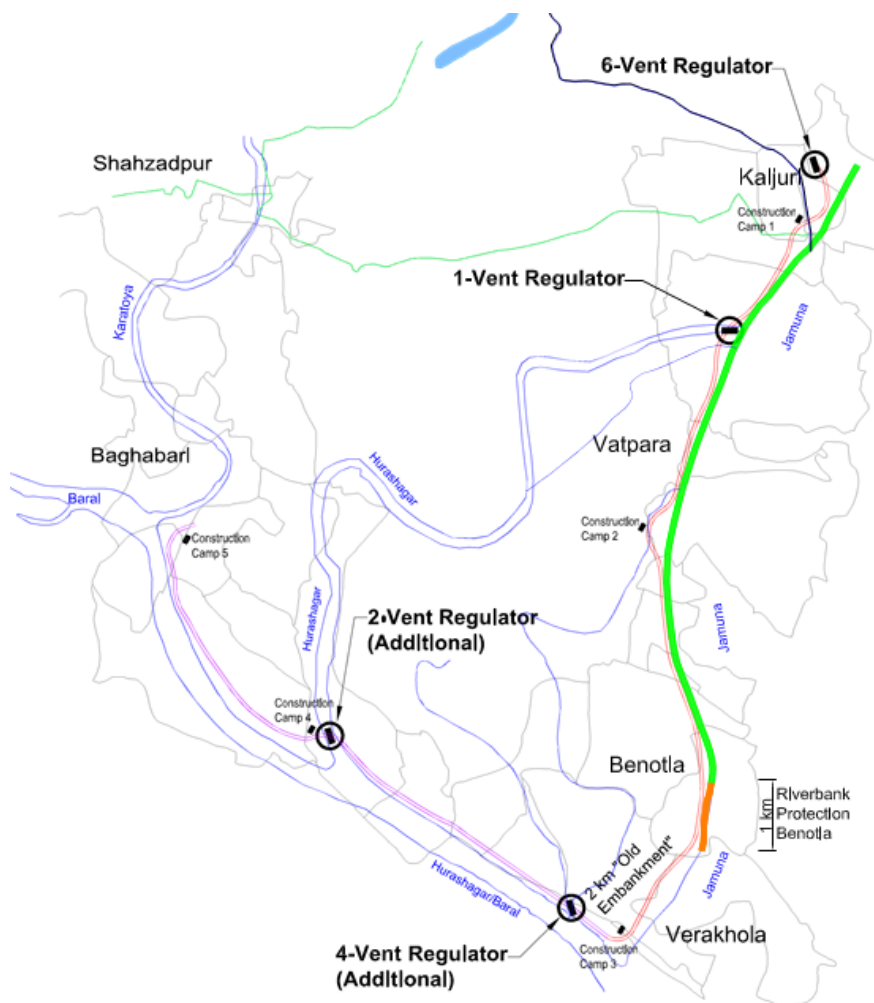 6-Vent Regulator
Shahzadpur
Kaljuri
Construction
Camp 1
1-Vent Regulator
Karatoya
Jamuna
Vatpara
Baghabari
Hurashagar
Baral
Construction
Camp 2
Construction
Camp 5
Hurashagar
2-Vent Regulator
(Additional)
Jamuna
Construction
Camp 4
Benotia
1 km
Riverbank
Protection
Benotia
2 km "Old
Embankment"
Jamuna
Hurashagar/Baral
Verakhola
4-Vent Regulator
(Additional)
Construction
Camp 3